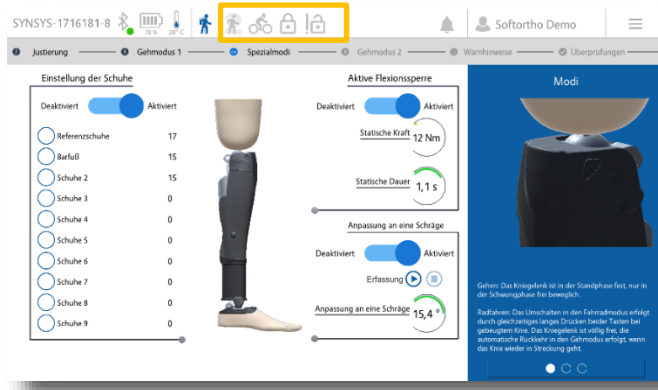 SYNSYS-1716181-8
78 %
28° C
Softortho Demo
Justierung
Gehmodus 1
Spezialmodi
Gehmodus 2
Warnhinweise
Überprüfungen
Einstellung der Schuhe
Deaktiviert Aktiviert
Referenzschuhe 17
Barfuß 15
Schuhe 2 15
Schuhe 3 0
Schuhe 4 0
Schuhe 5 0
Schuhe 6 0
Schuhe 7 0
Schuhe 8 0
Schuhe 9 0
Aktive Flexionssperre
Deaktiviert Aktiviert
Statische Kraft 12 Nm
Statische Dauer 1,1 s
Anpassung an eine Schräge
Deaktiviert Aktiviert
Erfassung
Anpassung an eine Schräge 15,4 °
Modi
Gehen: Das Kniegelenk ist in der Standphase fest, nur in
der Schwungphase frei beweglich.
Radfahren: Das Umschalten in den Fahrradmodus erfolgt
durch gleichzeitiges langes Drücken beider Tasten bei
gebeugtem Knie. Das Kniegelenk ist völlig frei, die
automatische Rückkehr in den Gehmodus erfolgt, wenn
das Knie wieder in Streckung geht.